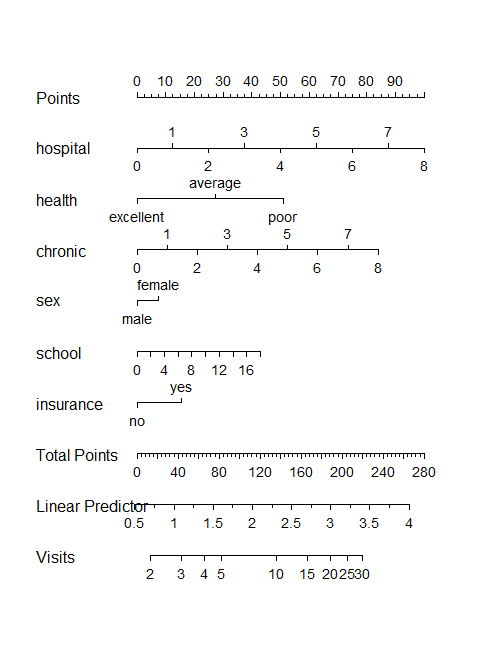 0 10 20 30 40 50 60 70 80 90
Points
1 3 5 7
hospital
0 2 4 6 8
average
health
excellent poor
1 3 5 7
chronic
0 2 4 6 8
female
sex
male
school
0 4 8 12 16
yes
insurance
no
Total Points
0 40 80 120 160 200 240 280
Linear Predictor
0.5 1 1.5 2 2.5 3 3.5 4
Visits
2 3 4 5 10 15 20 25 30